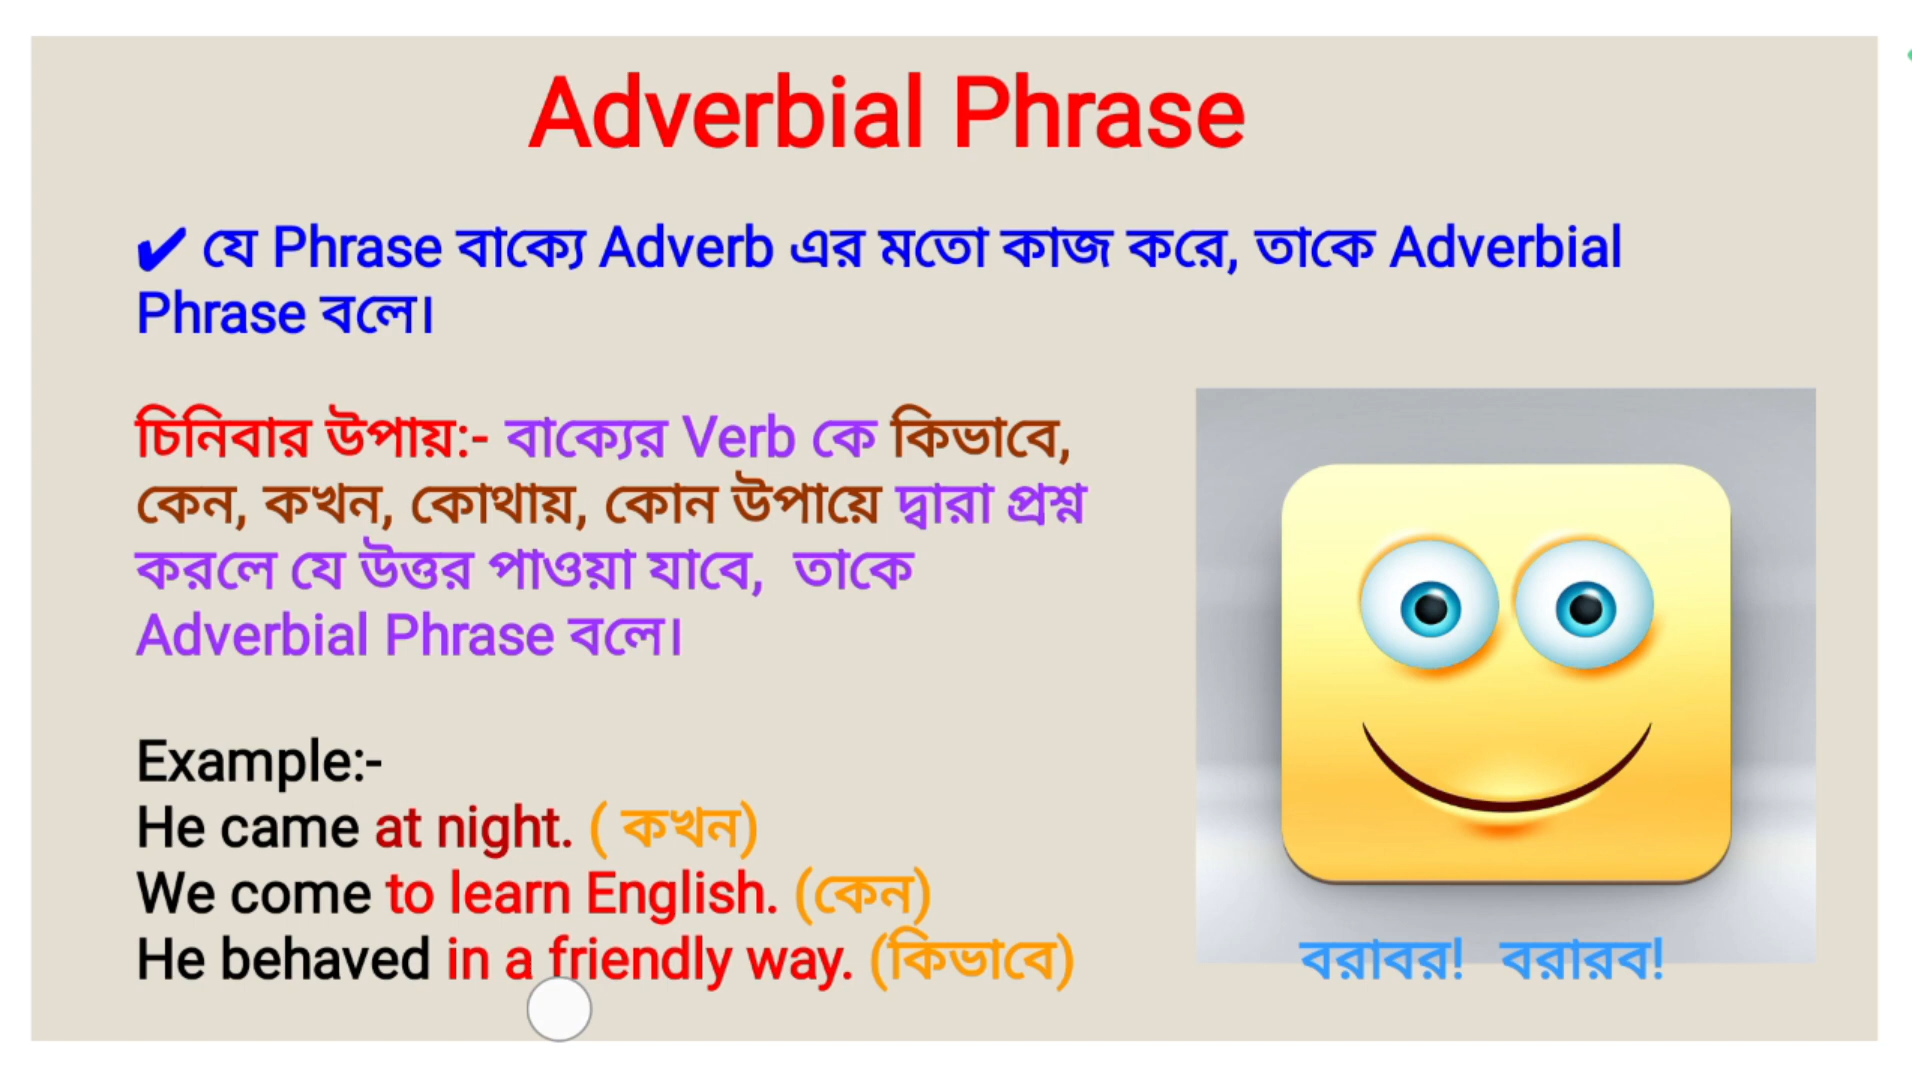 Adverbial Phrase
✔ যে Phrase বাক্যে Adverb এর মতো কাজ করে, তাকে Adverbial
Phrase বলে।
চিনিবার উপায়:- বাক্যের Verb কে কিভাবে,
কেন, কখন, কোথায়, কোন উপায়ে দ্বারা প্রশ্ন
করলে যে উত্তর পাওয়া যাবে, তাকে
Adverbial Phrase বলে।
Example:-
He came at night. ( কখন)
We come to learn English. (কেন)
He behaved in a friendly way. (কিভাবে)
বরাবর! বরারব!